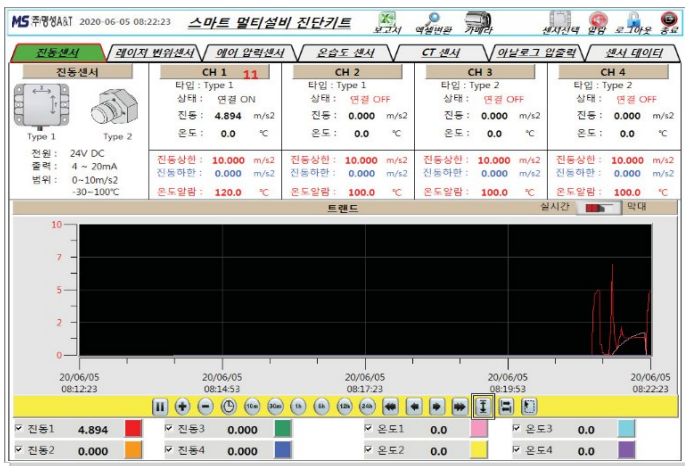 MS 주명성A&T 2020-06-05 08:22:23 스마트 멀티설비 진단키트 보고서 엑셀변환 카메라 센서선택 알람 로그아웃 종료
진동센서 레이저 변위센서 에어 압력센서 온습도 센서 CT 센서 아날로그 입출력 센서 데이터
진동센서 CH 1 11 CH 2 CH 3 CH 4
타입 : Type 1 타입 : Type 1 타입 : Type 1 타입 : Type 1
상태 : 연결 ON 상태 : 연결 OFF 상태 : 연결 OFF 상태 : 연결 OFF
진동 : 4.894 m/s2 진동 : 0.000 m/s2 진동 : 0.000 m/s2 진동 : 0.000 m/s2
Type 1 Type 2 온도 : 0.0 ℃ 온도 : 0.0 ℃ 온도 : 0.0 ℃ 온도 : 0.0 ℃
전원 : 24V DC
출력 : 4 ~ 20mA 진동상한 : 10.000 m/s2 진동상한 : 10.000 m/s2 진동상한 : 10.000 m/s2 진동상한 : 10.000 m/s2
범위 : 0~10m/s2 진동하한 : 0.000 m/s2 진동하한 : 0.000 m/s2 진동하한 : 0.000 m/s2 진동하한 : 0.000 m/s2
-30~100℃ 온도알람 : 120.0 ℃ 온도알람 : 100.0 ℃ 온도알람 : 100.0 ℃ 온도알람 : 100.0 ℃
트랜드 실시간 막대
10
7
5
2
0
20/06/05 20/06/05 20/06/05 20/06/05 20/06/05
08:12:23 08:14:53 08:17:23 08:19:53 08:22:23
10m 30m 1h 6h 12h 24h
진동1 4.894 진동3 0.000 온도1 0.0 온도3 0.0
진동2 0.000 진동4 0.000 온도2 0.0 온도4 0.0